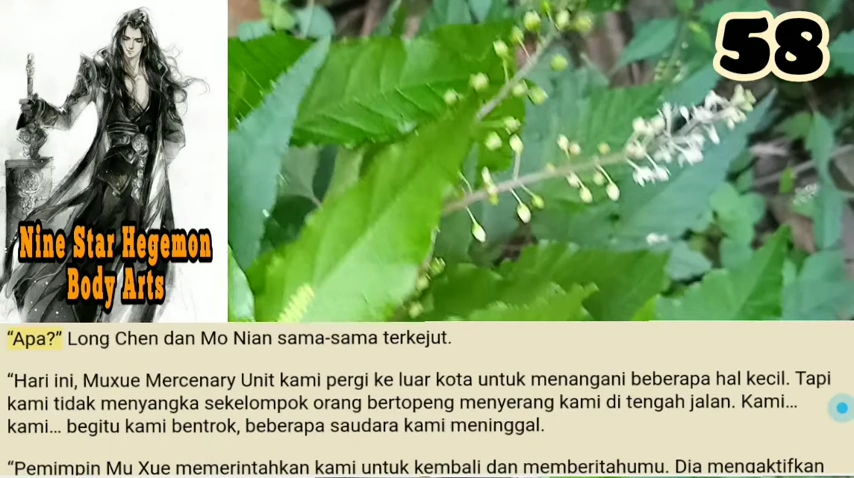 58
Nine Star Hegemon
Body Arts
“Apa?” Long Chen dan Mo Nian sama-sama terkejut.
“Hari ini, Muxue Mercenary Unit kami pergi ke luar kota untuk menangani beberapa hal kecil. Tapi
kami tidak menyangka sekelompok orang bertopeng menyerang kami di tengah jalan. Kami...
kami... begitu kami bentrok, beberapa saudara kami meninggal.
“Pemimpin Mu Xue memerintahkan kami untuk kembali dan memberitahumu. Dia mengaktifkan